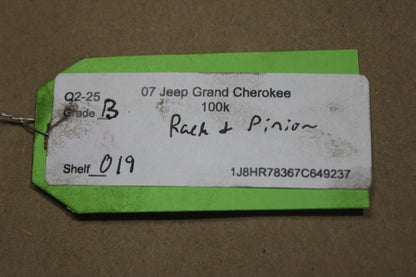 Q2-25 07 Jeep Grand Cherokee
Grade B 100k
Rack & Pinion
Shelf 019 1J8HR78367C649237